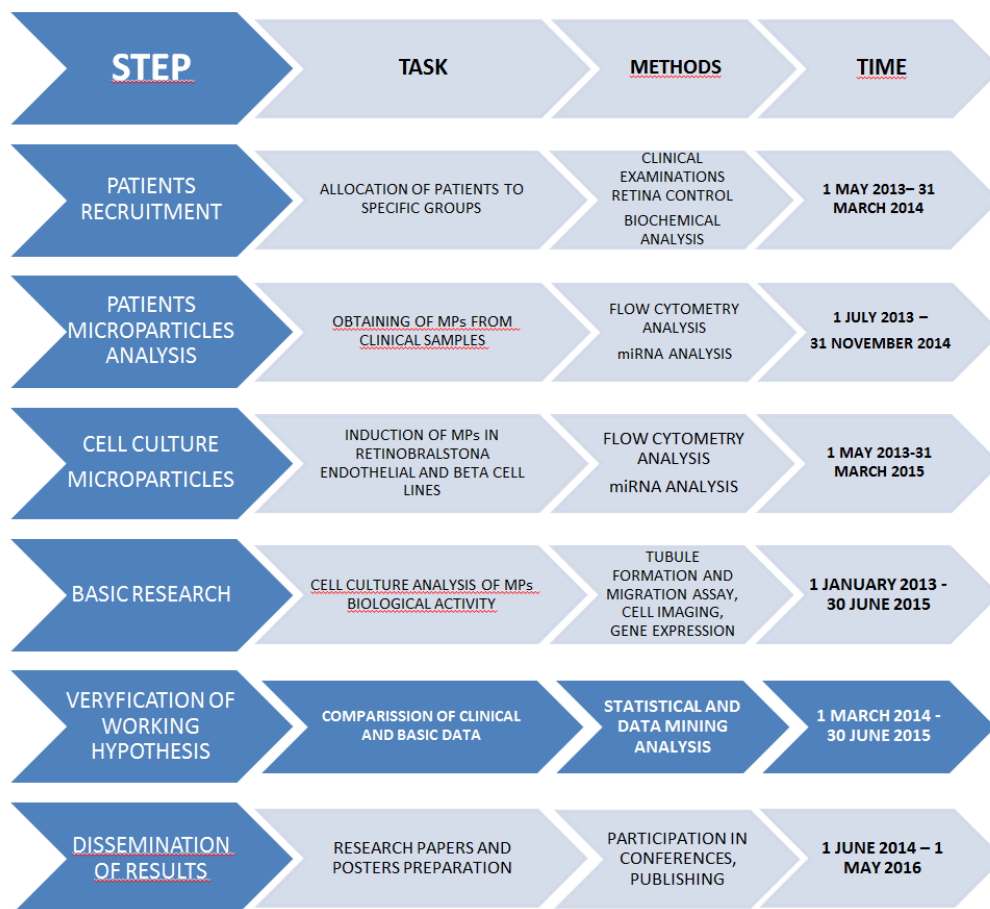 STEP
TASK
METHODS
TIME
PATIENTS
RECRUITMENT
ALLOCATION OF PATIENTS TO
SPECIFIC GROUPS
CLINICAL
EXAMINATIONS
RETINA CONTROL
BIOCHEMICAL
ANALYSIS
1 MAY 2013– 31
MARCH 2014
PATIENTS
MICROPARTICLES
ANALYSIS
OBTAINING OF MPs FROM
CLINICAL SAMPLES
FLOW CYTOMETRY
ANALYSIS
miRNA ANALYSIS
1 JULY 2013 –
31 NOVEMBER 2014
CELL CULTURE
MICROPARTICLES
INDUCTION OF MPs IN
RETINOBRALSTONA
ENDOTHELIAL AND BETA CELL
LINES
FLOW CYTOMETRY
ANALYSIS
miRNA ANALYSIS
1 MAY 2013-31
MARCH 2015
BASIC RESEARCH
CELL CULTURE ANALYSIS OF MPs
BIOLOGICAL ACTIVITY
TUBULE
FORMATION AND
MIGRATION ASSAY,
CELL IMAGING,
GENE EXPRESSION
1 JANUARY 2013 -
30 JUNE 2015
VERYFICATION OF
WORKING
HYPOTHESIS
COMPARISSION OF CLINICAL
AND BASIC DATA
STATISTICAL AND
DATA MINING
ANALYSIS
1 MARCH 2014 -
30 JUNE 2015
DISSEMINATION
OF RESULTS
RESEARCH PAPERS AND
POSTERS PREPARATION
PARTICIPATION IN
CONFERENCES,
PUBLISHING
1 JUNE 2014 – 1
MAY 2016